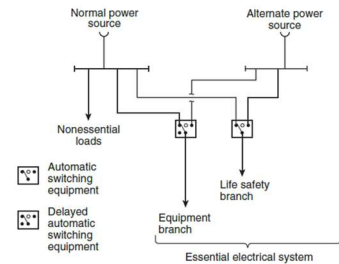 Normal power
source
Alternate power
source
Nonessential
loads
Automatic
switching
equipment
Delayed
automatic
switching
equipment
Life safety
branch
Equipment
branch
Essential electrical system